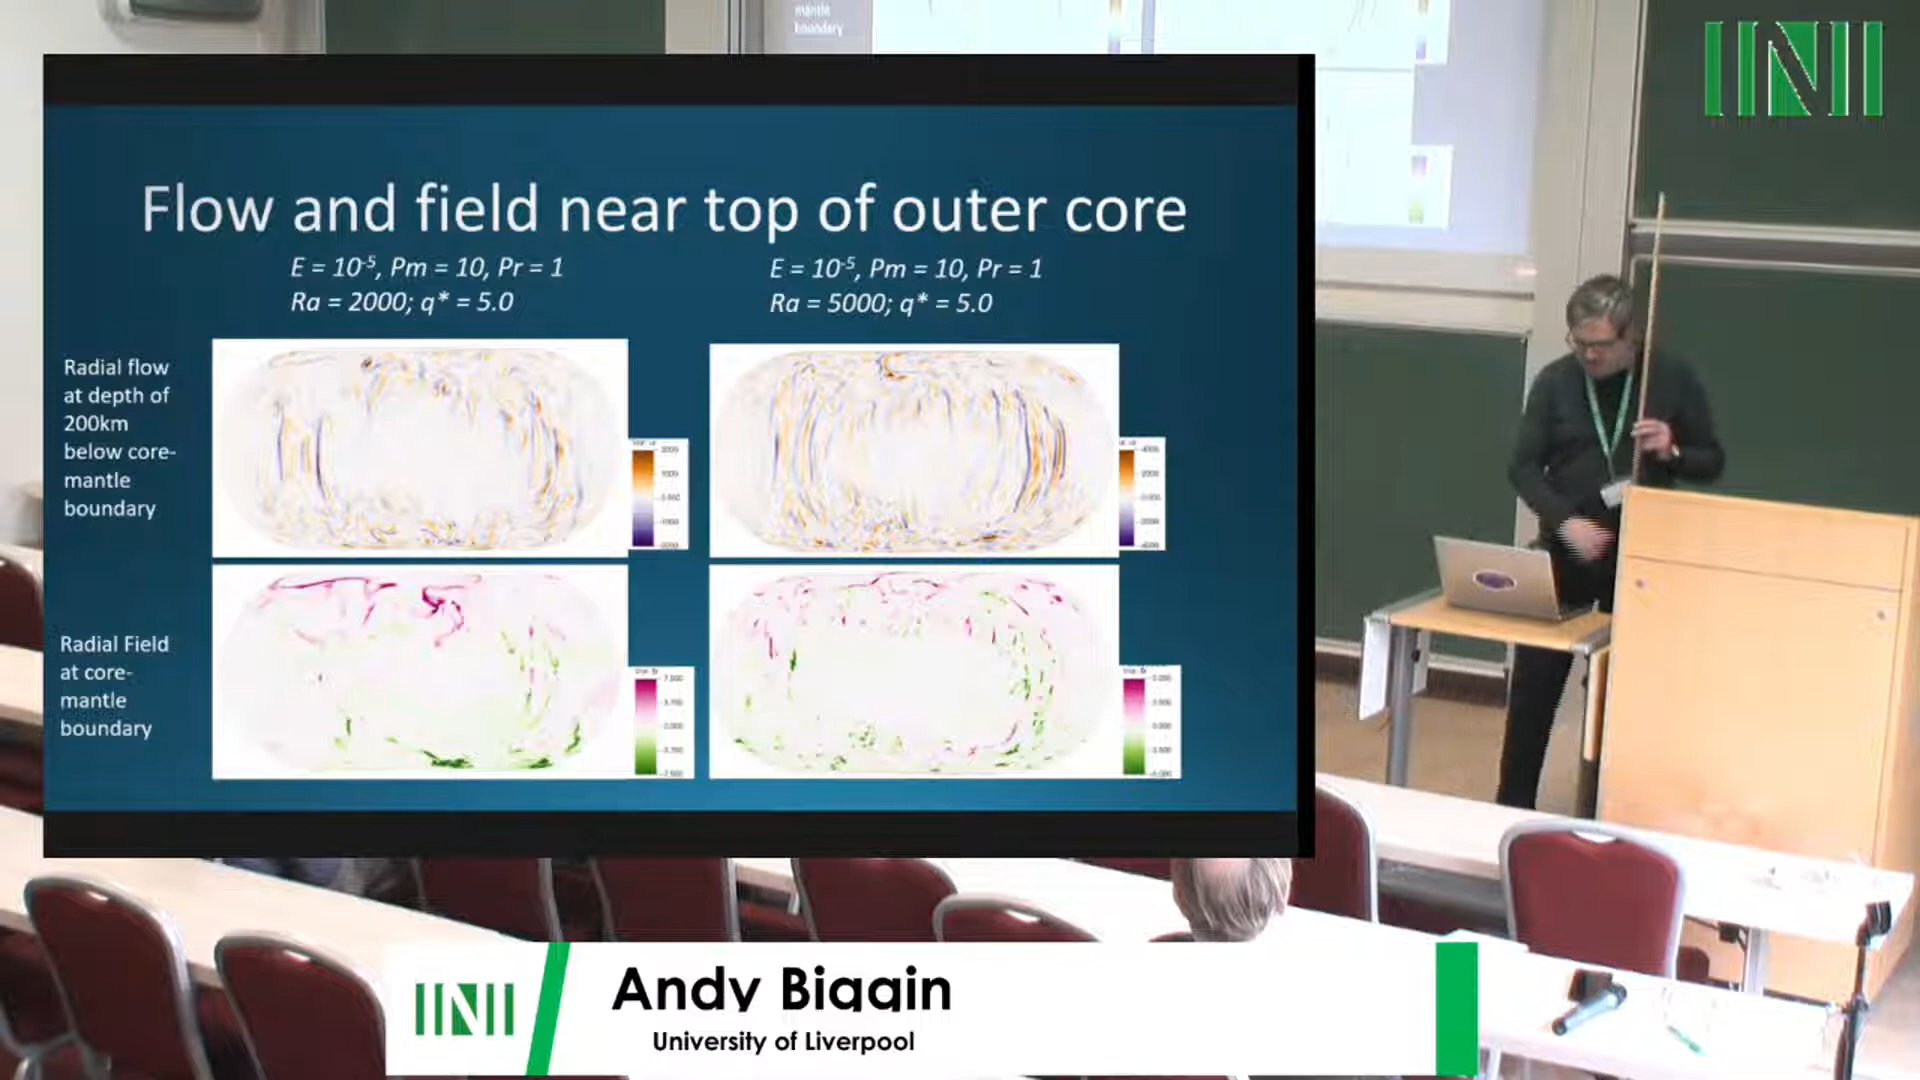 mantle
boundary
Flow and field near top of outer core
E = 10⁻⁵, Pm = 10, Pr = 1
Ra = 2000; q* = 5.0
E = 10⁻⁵, Pm = 10, Pr = 1
Ra = 5000; q* = 5.0
Radial flow
at depth of
200km
below core-
mantle
boundary
Radial Field
at core-
mantle
boundary
Andy Biggin
University of Liverpool